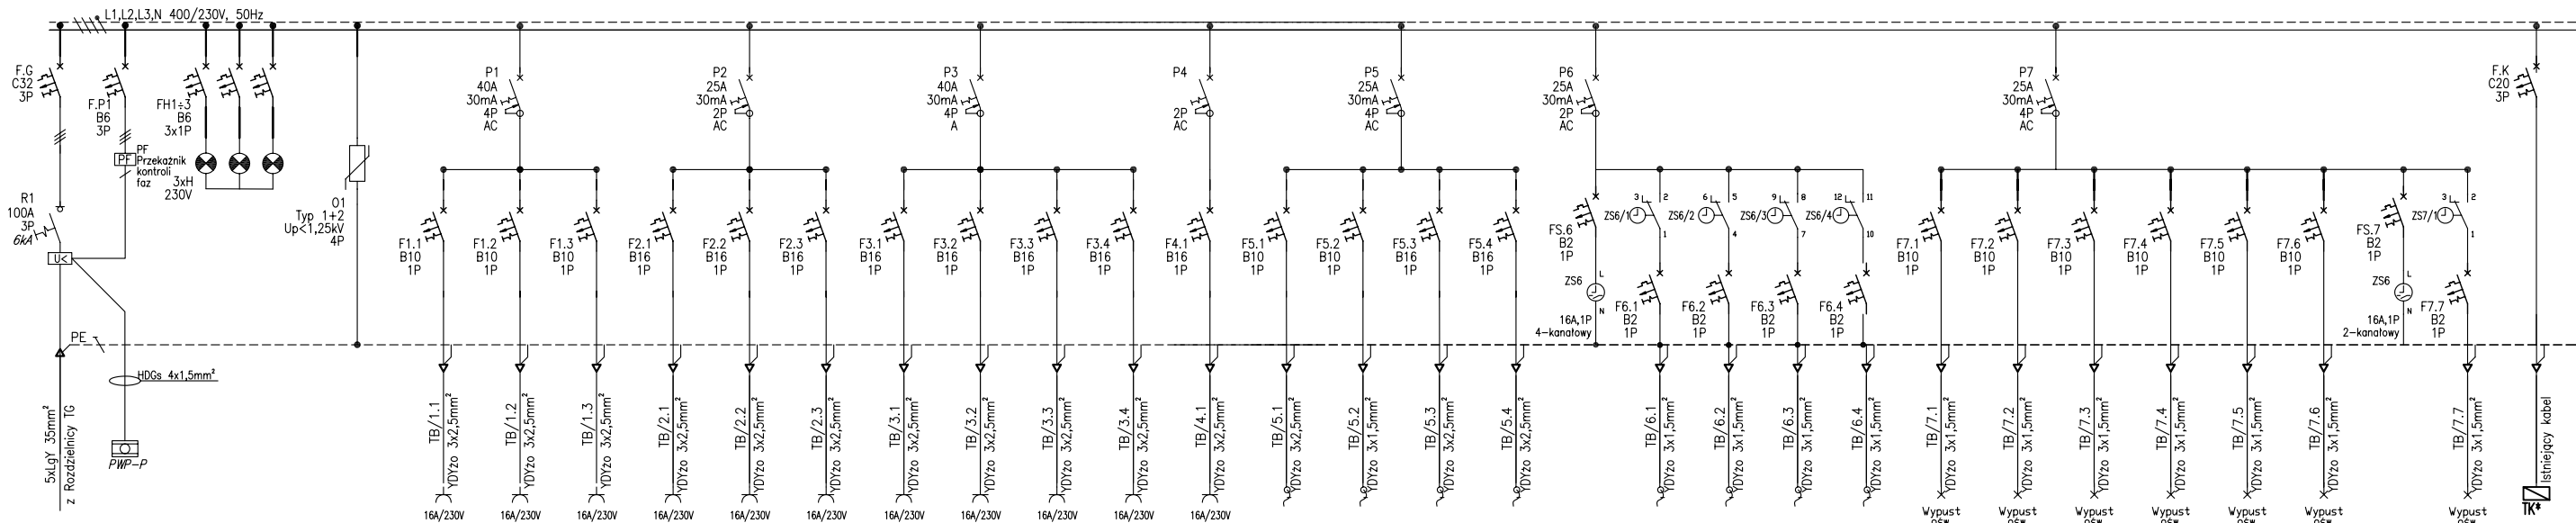 L1,L2,L3,N 400/230V, 50Hz
F.G
C32
3P
F.P1
B6
3P
FH1÷3
B6
3x1P
PF
PF
Przekaźnik
kontroli
faz
3xH
230V
R1
100A
3P
6kA
U<
O1
Typ 1+2
Up<1,25kV
4P
PE
HDGs 4x1,5mm²
PWP-P
5xLgY 35mm²
z Rozdzielnicy TG
P1
40A
30mA
4P
AC
P2
25A
30mA
2P
AC
P3
40A
30mA
4P
A
P4
2P
AC
P5
25A
30mA
4P
AC
P6
25A
30mA
2P
AC
P7
25A
30mA
4P
AC
F.K
C20
3P
F1.1
B10
1P
F1.2
B10
1P
F1.3
B10
1P
F2.1
B16
1P
F2.2
B16
1P
F2.3
B16
1P
F3.1
B16
1P
F3.2
B16
1P
F3.3
B16
1P
F3.4
B16
1P
F4.1
B16
1P
F5.1
B10
1P
F5.2
B10
1P
F5.3
B16
1P
F5.4
B16
1P
FS.6
B2
1P
ZS6
L
N
16A,1P
4-kanałowy
ZS6/1
3 2
1
ZS6/2
6 5
4
ZS6/3
9 8
7
ZS6/4
12 11
10
F6.1
B2
1P
F6.2
B2
1P
F6.3
B2
1P
F6.4
B2
1P
F7.1
B10
1P
F7.2
B10
1P
F7.3
B10
1P
F7.4
B10
1P
F7.5
B10
1P
F7.6
B10
1P
FS.7
B2
1P
ZS6
L
N
16A,1P
2-kanałowy
ZS7/1
3 2
1
F7.7
B2
1P
TB/1.1
YDYżo 3x2,5mm²
TB/1.2
YDYżo 3x2,5mm²
TB/1.3
YDYżo 3x2,5mm²
TB/2.1
YDYżo 3x2,5mm²
TB/2.2
YDYżo 3x2,5mm²
TB/2.3
YDYżo 3x2,5mm²
TB/3.1
YDYżo 3x2,5mm²
TB/3.2
YDYżo 3x2,5mm²
TB/3.3
YDYżo 3x2,5mm²
TB/3.4
YDYżo 3x2,5mm²
TB/4.1
YDYżo 3x2,5mm²
TB/5.1
YDYżo 3x2,5mm²
TB/5.2
YDYżo 3x2,5mm²
TB/5.3
YDYżo 3x2,5mm²
TB/5.4
YDYżo 3x2,5mm²
TB/6.1
YDYżo 3x1,5mm²
TB/6.2
YDYżo 3x1,5mm²
TB/6.3
YDYżo 3x1,5mm²
TB/6.4
YDYżo 3x1,5mm²
TB/7.1
YDYżo 3x1,5mm²
TB/7.2
YDYżo 3x1,5mm²
TB/7.3
YDYżo 3x1,5mm²
TB/7.4
YDYżo 3x1,5mm²
TB/7.5
YDYżo 3x1,5mm²
TB/7.6
YDYżo 3x1,5mm²
TB/7.7
YDYżo 3x1,5mm²
Istniejący kabel
16A/230V
16A/230V
16A/230V
16A/230V
16A/230V
16A/230V
16A/230V
16A/230V
16A/230V
16A/230V
16A/230V
Wypust
Wypust
Wypust
Wypust
Wypust
Wypust
Wypust
TK*